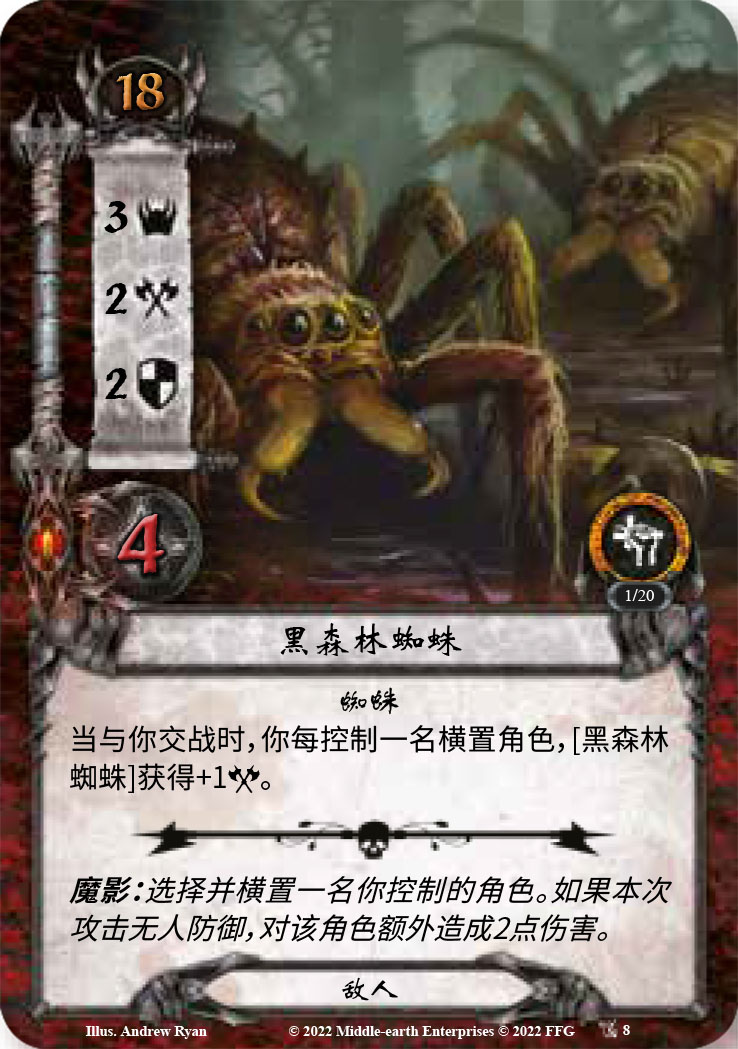 18
3
2
2
4
1/20
黑森林蜘蛛
蜘蛛
当与你交战时，你每控制一名横置角色，[黑森林
蜘蛛]获得+1。
魔影：选择并横置一名你控制的角色。如果本次
攻击无人防御，对该角色额外造成2点伤害。
敌人
Illus. Andrew Ryan © 2022 Middle-earth Enterprises © 2022 FFG 8